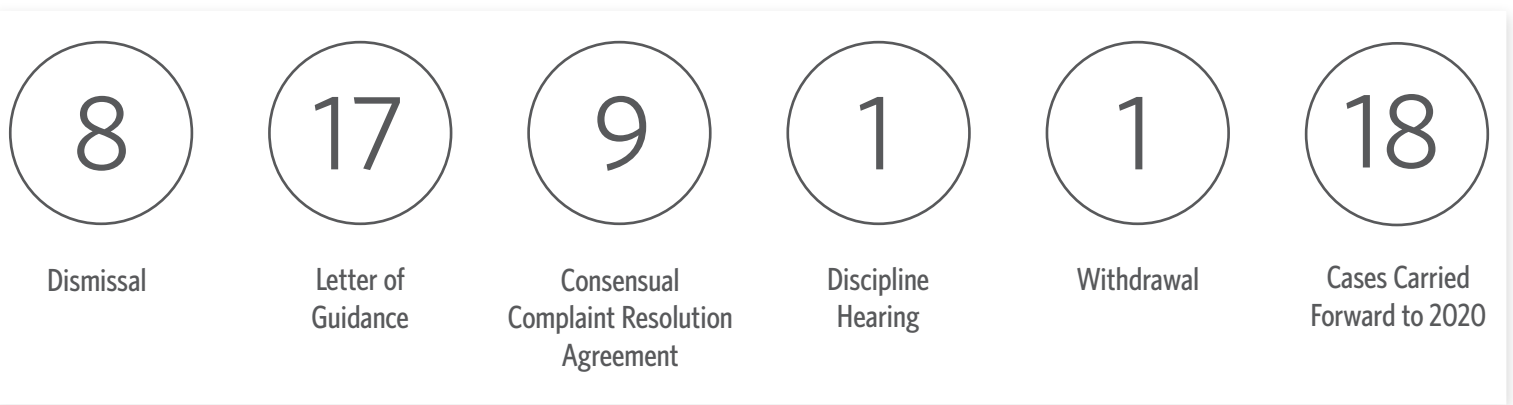 8
Dismissal
17
Letter of
Guidance
9
Consensual
Complaint Resolution
Agreement
1
Discipline
Hearing
1
Withdrawal
18
Cases Carried
Forward to 2020